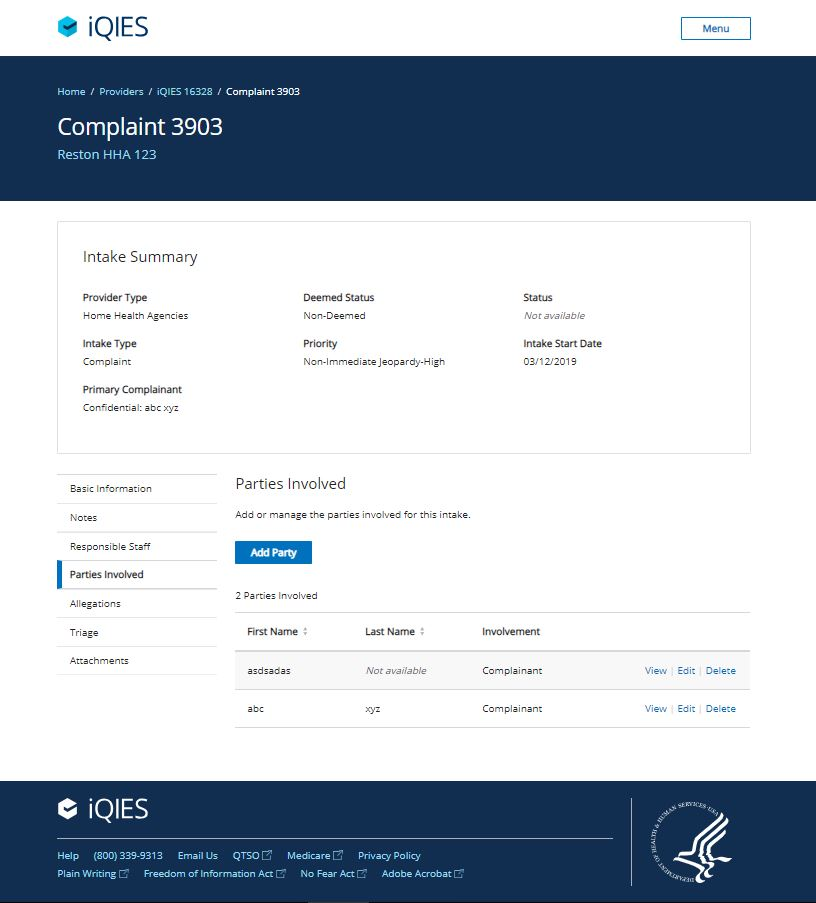 iQIES
Menu
Home / Providers / iQIES 16328 / Complaint 3903
Complaint 3903
Reston HHA 123
Intake Summary
Provider Type Deemed Status Status
Home Health Agencies Non-Deemed Not available
Intake Type Priority Intake Start Date
Complaint Non-Immediate Jeopardy-High 03/12/2019
Primary Complainant
Confidential: abc xyz
Basic Information
Notes
Responsible Staff
Parties Involved
Allegations
Triage
Attachments
Parties Involved
Add or manage the parties involved for this intake.
Add Party
2 Parties Involved
First Name Last Name Involvement
asdsadas Not available Complainant View | Edit | Delete
abc xyz Complainant View | Edit | Delete
iQIES
Help (800) 339-9313 Email Us QTSO Medicare Privacy Policy
Plain Writing Freedom of Information Act No Fear Act Adobe Acrobat
DEPARTMENT OF HEALTH & HUMAN SERVICES · USA